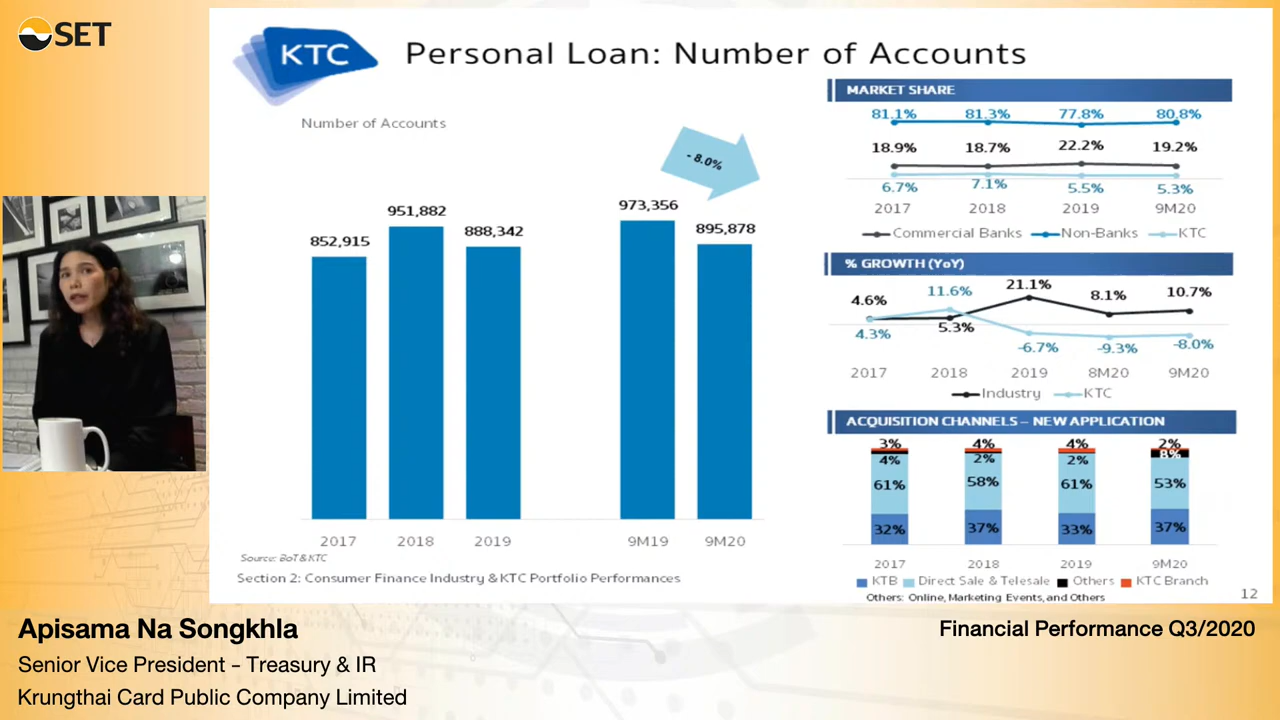 SET
KTC
Personal Loan: Number of Accounts
Number of Accounts
- 8.0%
852,915
951,882
888,342
973,356
895,878
2017
2018
2019
9M19
9M20
Source: BoT & KTC
Section 2: Consumer Finance Industry & KTC Portfolio Performances
MARKET SHARE
81.1% 81.3% 77.8% 80.8%
18.9% 18.7% 22.2% 19.2%
6.7% 7.1% 5.5% 5.3%
2017 2018 2019 9M20
Commercial Banks Non-Banks KTC
% GROWTH (YoY)
4.6% 5.3% 21.1% 8.1% 10.7%
4.3% 11.6% -6.7% -9.3% -8.0%
2017 2018 2019 8M20 9M20
Industry KTC
ACQUISITION CHANNELS – NEW APPLICATION
3% 4% 4% 2%
4% 2% 2% 8%
61% 58% 61% 53%
32% 37% 33% 37%
2017 2018 2019 9M20
KTB Direct Sale & Telesale Others KTC Branch
Others: Online, Marketing Events, and Others
12
Apisama Na Songkhla
Senior Vice President - Treasury & IR
Krungthai Card Public Company Limited
Financial Performance Q3/2020